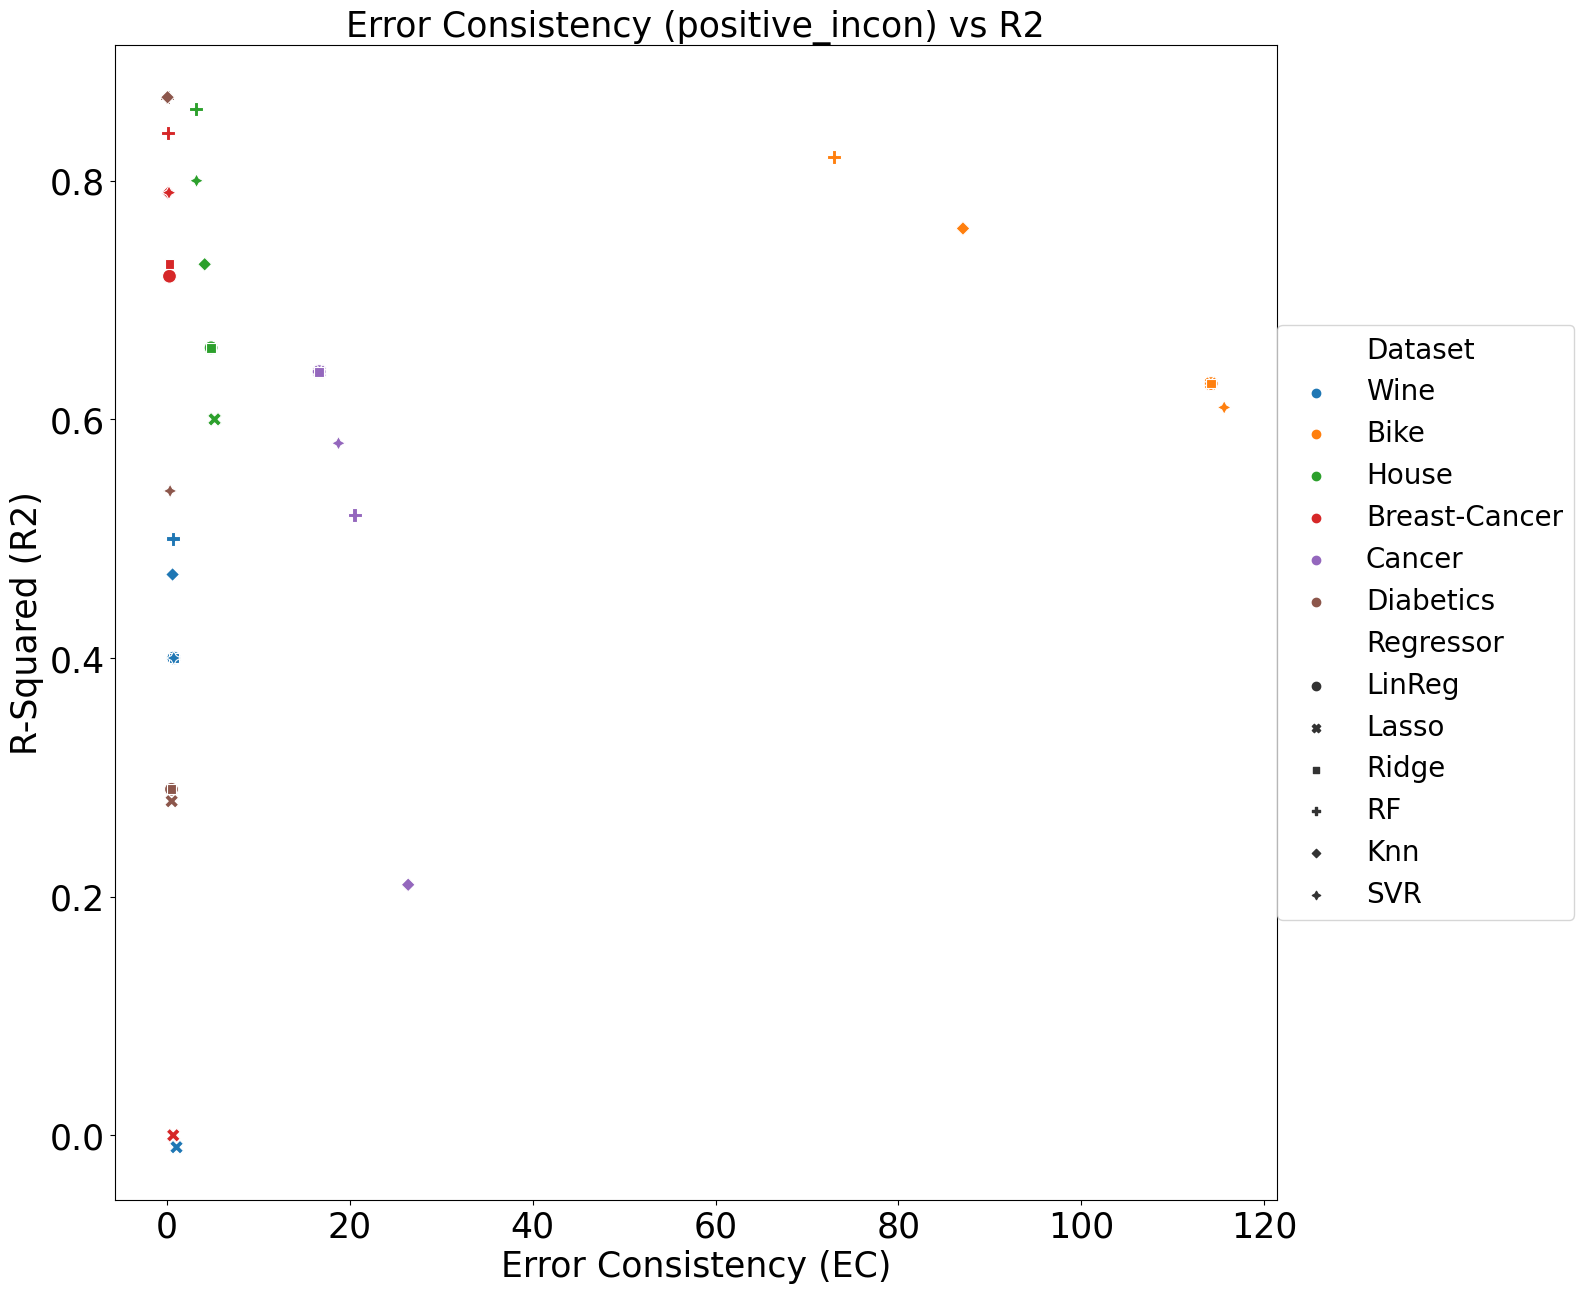 Error Consistency (positive_incon) vs R2
R-Squared (R2)
0.8
0.6
0.4
0.2
0.0
0
20
40
60
80
100
120
Error Consistency (EC)
Dataset
Wine
Bike
House
Breast-Cancer
Cancer
Diabetics
Regressor
LinReg
Lasso
Ridge
RF
Knn
SVR